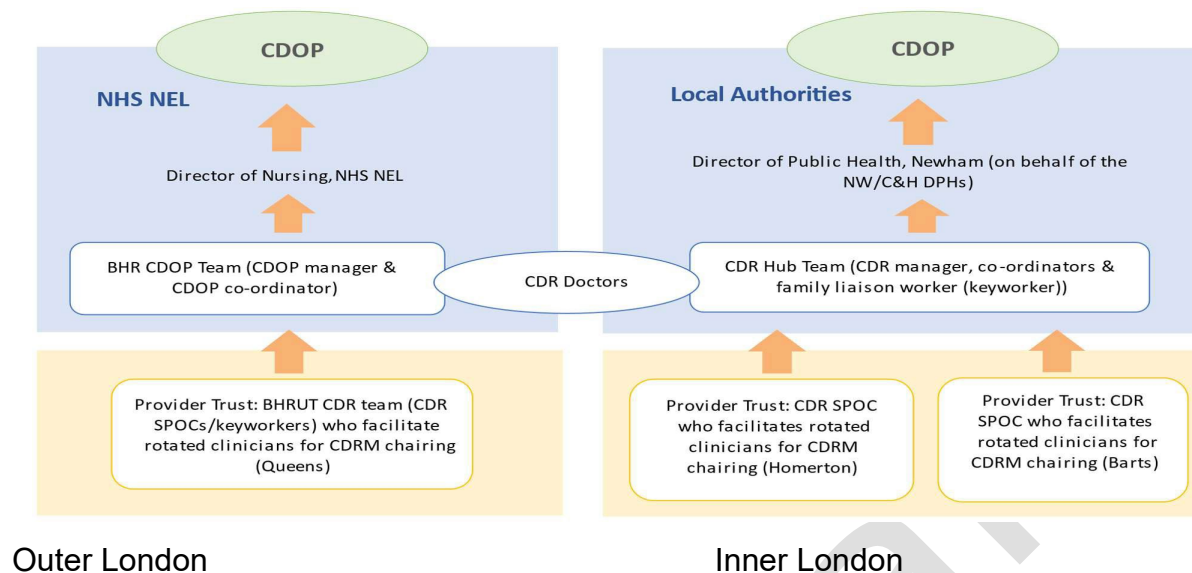 CDOP
NHS NEL
Director of Nursing, NHS NEL
BHR CDOP Team (CDOP manager &
CDOP co-ordinator)
CDR Doctors
Provider Trust: BHRUT CDR team (CDR
SPOCs/keyworkers) who facilitate
rotated clinicians for CDRM chairing
(Queens)
Outer London
CDOP
Local Authorities
Director of Public Health, Newham (on behalf of the
NW/C&H DPHs)
CDR Hub Team (CDR manager, co-ordinators &
family liaison worker (keyworker))
Provider Trust: CDR SPOC
who facilitates rotated
clinicians for CDRM
chairing (Homerton)
Provider Trust: CDR
SPOC who facilitates
rotated clinicians for
CDRM chairing (Barts)
Inner London